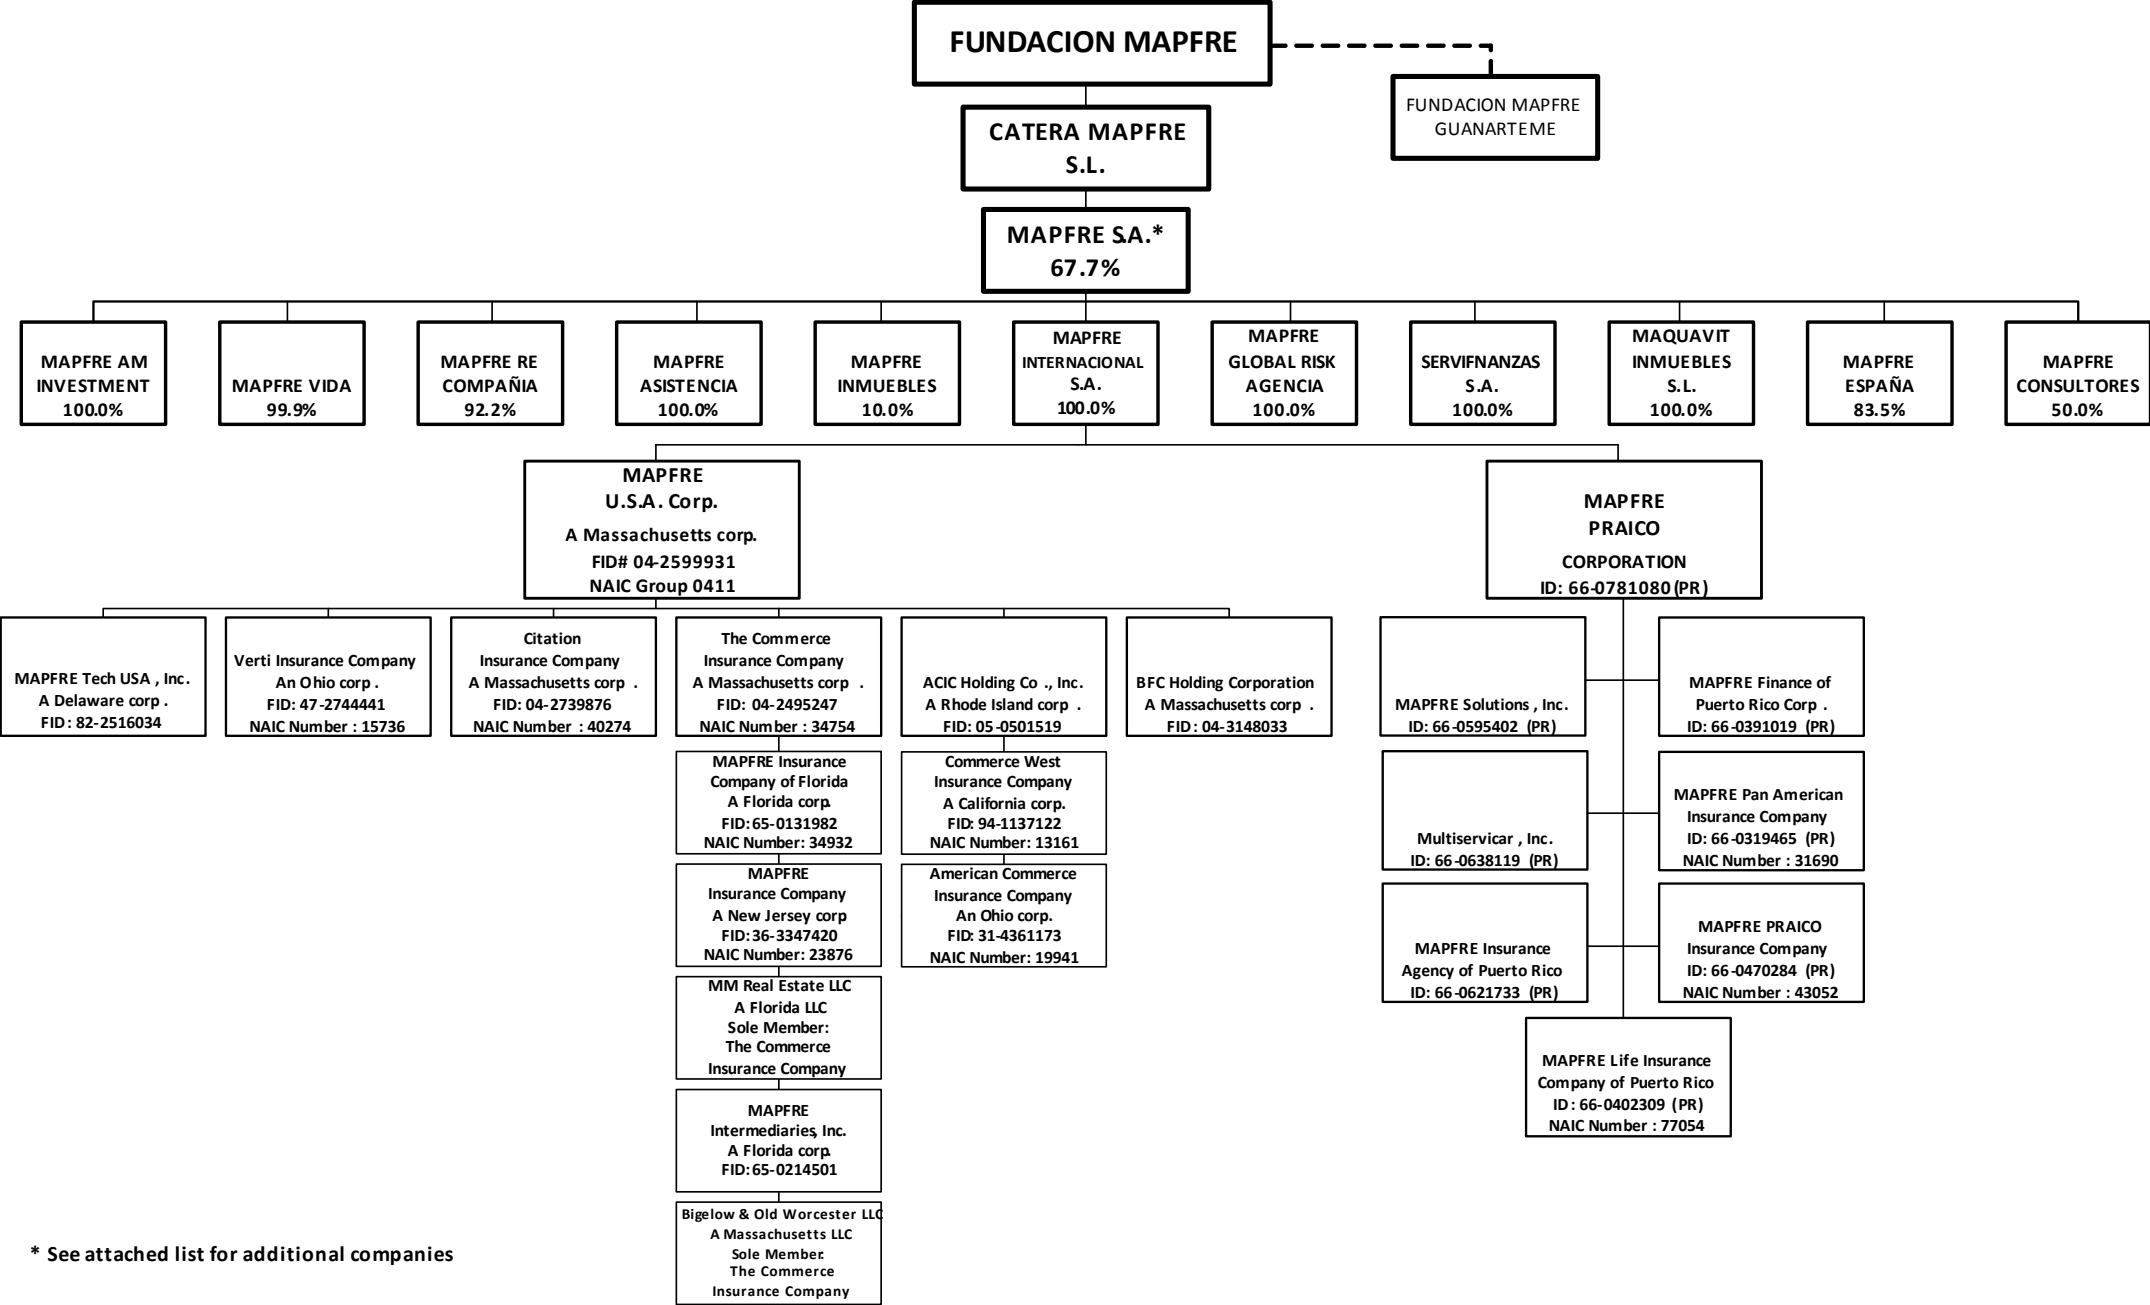 FUNDACION MAPFRE
FUNDACION MAPFRE
GUANARTEME
CATERA MAPFRE
S.L.
MAPFRE S.A.*
67.7%
MAPFRE AM
INVESTMENT
100.0%
MAPFRE VIDA
99.9%
MAPFRE RE
COMPAÑIA
92.2%
MAPFRE
ASISTENCIA
100.0%
MAPFRE
INMUEBLES
10.0%
MAPFRE
INTERNACIONAL
S.A.
100.0%
MAPFRE
GLOBAL RISK
AGENCIA
100.0%
SERVIFNANZAS
S.A.
100.0%
MAQUAVIT
INMUEBLES
S.L.
100.0%
MAPFRE
ESPAÑA
83.5%
MAPFRE
CONSULTORES
50.0%
MAPFRE
U.S.A. Corp.
A Massachusetts corp.
FID# 04-2599931
NAIC Group 0411
MAPFRE
PRAICO
CORPORATION
ID: 66-0781080 (PR)
MAPFRE Tech USA , Inc.
A Delaware corp .
FID : 82-2516034
Verti Insurance Company
An Ohio corp .
FID: 47-2744441
NAIC Number : 15736
Citation
Insurance Company
A Massachusetts corp .
FID: 04-2739876
NAIC Number : 40274
The Commerce
Insurance Company
A Massachusetts corp .
FID: 04-2495247
NAIC Number : 34754
ACIC Holding Co ., Inc.
A Rhode Island corp .
FID: 05-0501519
BFC Holding Corporation
A Massachusetts corp .
FID: 04-3148033
MAPFRE Insurance
Company of Florida
A Florida corp.
FID: 65-0131982
NAIC Number: 34932
MAPFRE
Insurance Company
A New Jersey corp
FID: 36-3347420
NAIC Number: 23876
MM Real Estate LLC
A Florida LLC
Sole Member:
The Commerce
Insurance Company
MAPFRE
Intermediaries, Inc.
A Florida corp.
FID: 65-0214501
Bigelow & Old Worcester LLC
A Massachusetts LLC
Sole Member:
The Commerce
Insurance Company
Commerce West
Insurance Company
A California corp.
FID: 94-1137122
NAIC Number: 13161
American Commerce
Insurance Company
An Ohio corp.
FID: 31-4361173
NAIC Number: 19941
MAPFRE Solutions , Inc.
ID: 66-0595402 (PR)
MAPFRE Finance of
Puerto Rico Corp .
ID: 66-0391019 (PR)
Multiservicar , Inc.
ID: 66-0638119 (PR)
MAPFRE Pan American
Insurance Company
ID: 66-0319465 (PR)
NAIC Number : 31690
MAPFRE Insurance
Agency of Puerto Rico
ID: 66-0621733 (PR)
MAPFRE PRAICO
Insurance Company
ID: 66-0470284 (PR)
NAIC Number : 43052
MAPFRE Life Insurance
Company of Puerto Rico
ID : 66-0402309 (PR)
NAIC Number : 77054
* See attached list for additional companies